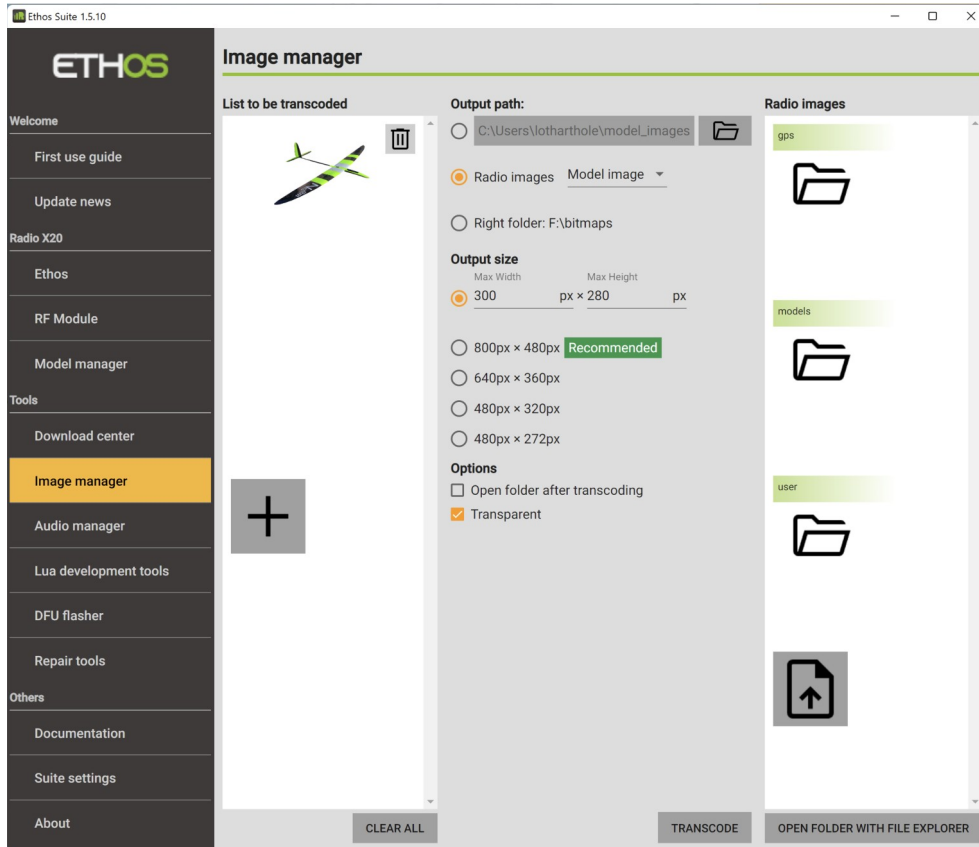 Ethos Suite 1.5.10
ETHOS
Welcome
First use guide
Update news
Radio X20
Ethos
RF Module
Model manager
Tools
Download center
Image manager
Audio manager
Lua development tools
DFU flasher
Repair tools
Others
Documentation
Suite settings
About
Image manager
List to be transcoded
CLEAR ALL
Output path:
C:\Users\lotharthole\model_images
Radio images Model image
Right folder: F:\bitmaps
Output size
Max Width Max Height
300 px × 280 px
800px × 480px Recommended
640px × 360px
480px × 320px
480px × 272px
Options
Open folder after transcoding
Transparent
TRANSCODE
Radio images
gps
models
user
OPEN FOLDER WITH FILE EXPLORER